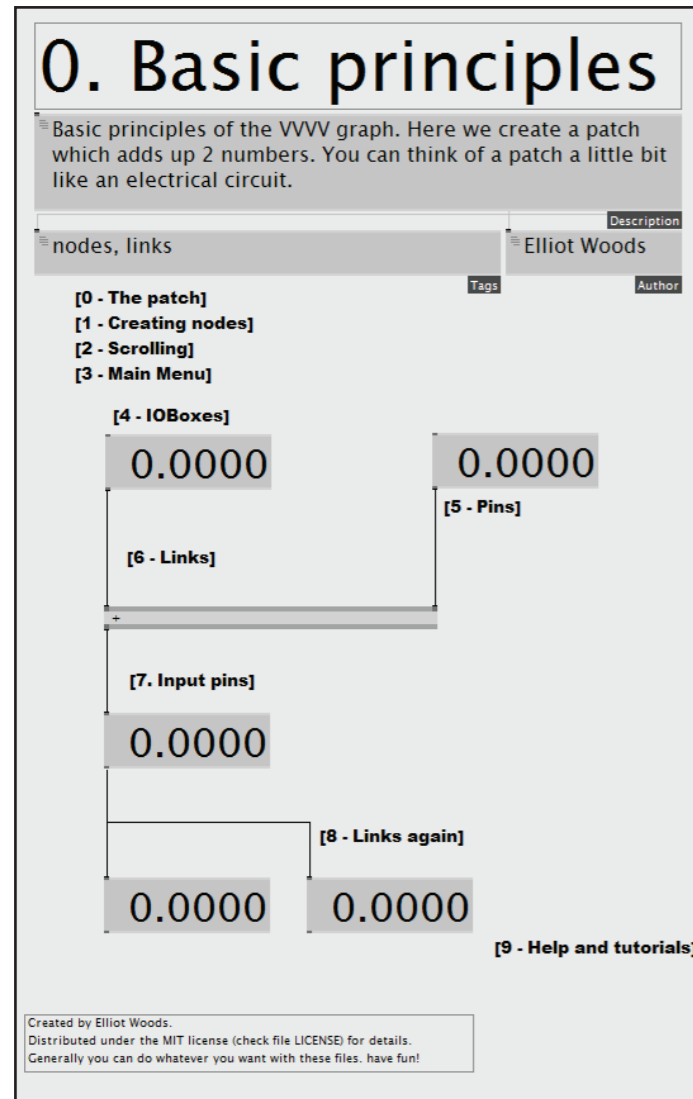 0. Basic principles
Basic principles of the VVVV graph. Here we create a patch
which adds up 2 numbers. You can think of a patch a little bit
like an electrical circuit.
Description
nodes, links
Elliot Woods
Tags
Author
[0 - The patch]
[1 - Creating nodes]
[2 - Scrolling]
[3 - Main Menu]
[4 - IOBoxes]
0.0000
0.0000
[5 - Pins]
[6 - Links]
+
[7. Input pins]
0.0000
[8 - Links again]
0.0000
0.0000
[9 - Help and tutorials]
Created by Elliot Woods.
Distributed under the MIT license (check file LICENSE) for details.
Generally you can do whatever you want with these files. have fun!